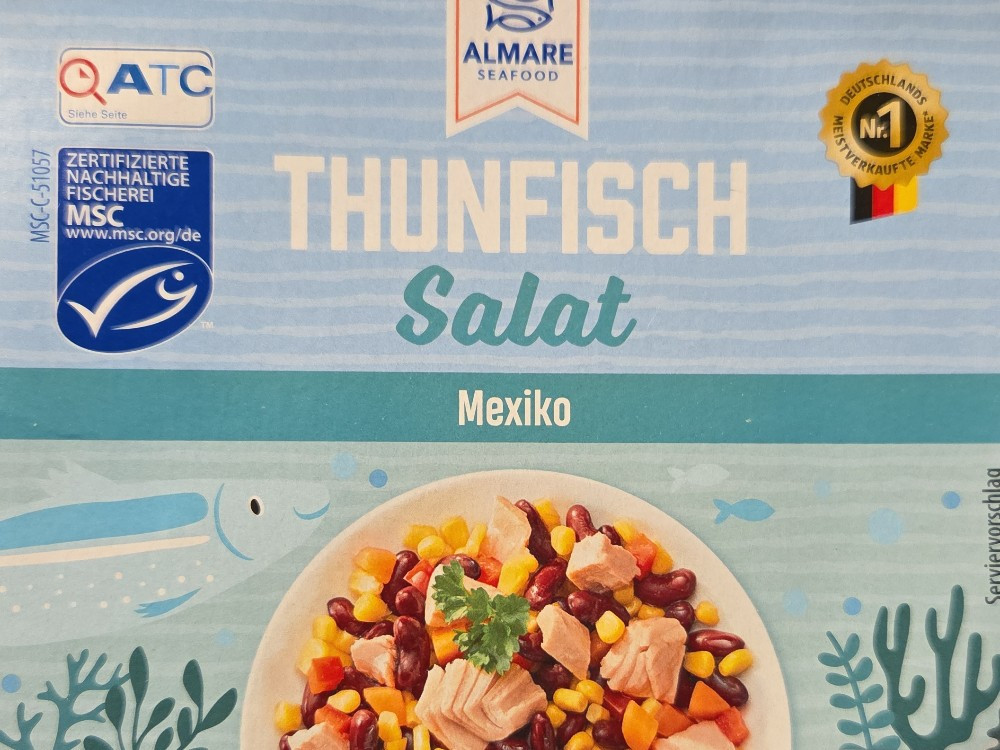 ALMARE
SEAFOOD
ATC
Siehe Seite
DEUTSCHLANDS
Nr.1
MEISTVERKAUFTE MARKE*
MSC-C-51057
ZERTIFIZIERTE
NACHHALTIGE
FISCHEREI
MSC
www.msc.org/de
TM
THUNFISCH
Salat
Mexiko
Serviervorschlag